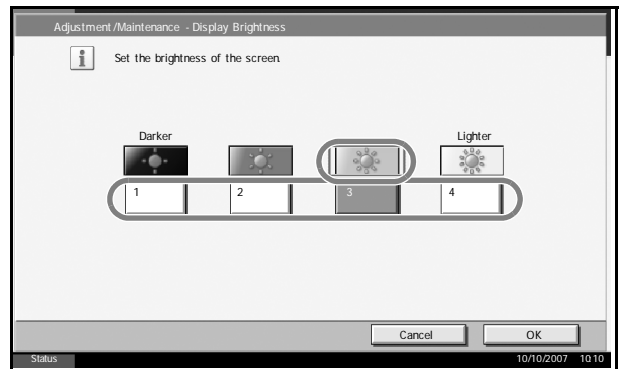 Adjustment/Maintenance - Display Brightness
Set the brightness of the screen.
Darker Lighter
1 2 3 4
Cancel OK
Status 10/10/2007 10:10